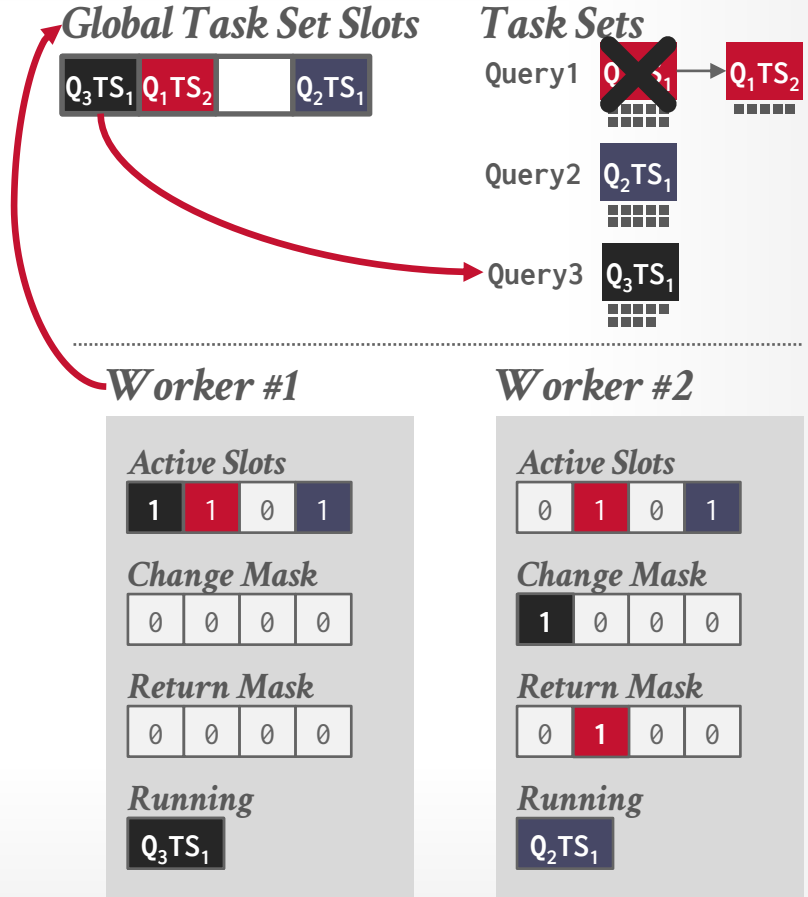 Global Task Set Slots
Q₃TS₁ Q₁TS₂ Q₂TS₁
Task Sets
Query1 Q₁TS₂
Query2 Q₂TS₁
Query3 Q₃TS₁
Worker #1
Active Slots
1 1 0 1
Change Mask
0 0 0 0
Return Mask
0 0 0 0
Running
Q₃TS₁
Worker #2
Active Slots
0 1 0 1
Change Mask
1 0 0 0
Return Mask
0 1 0 0
Running
Q₂TS₁